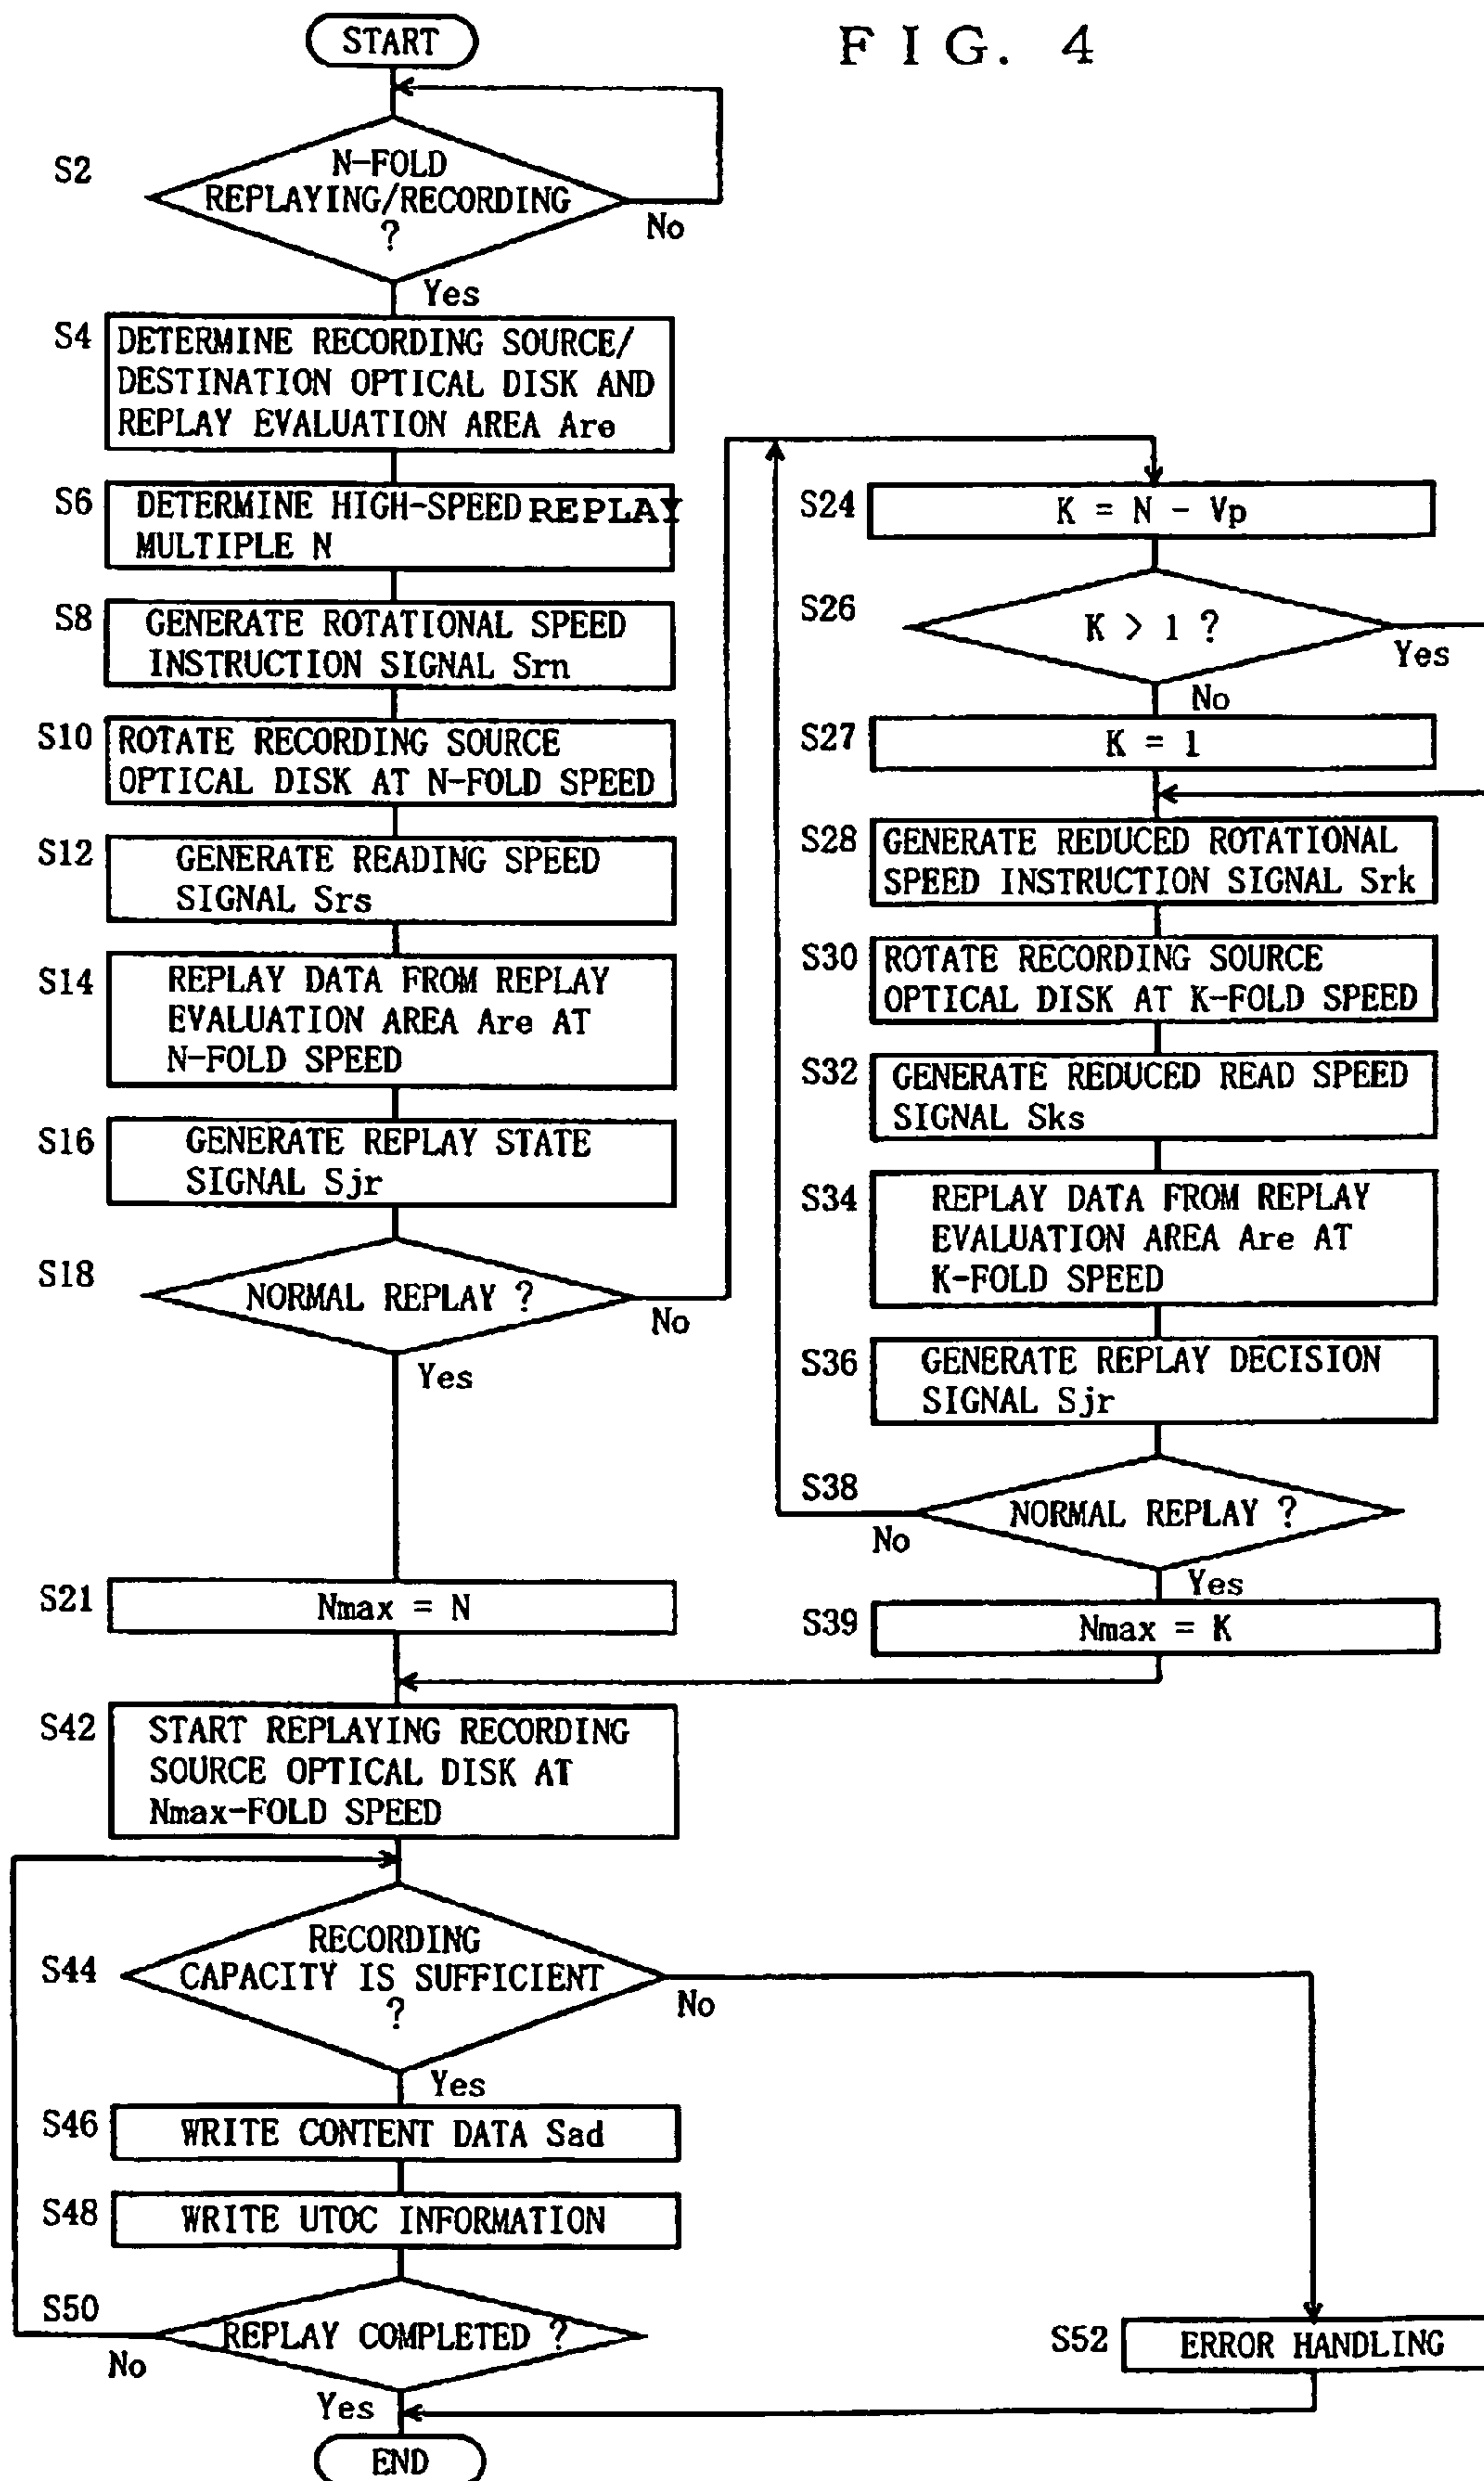 FIG. 4
START
S2
N-FOLD
REPLAYING/RECORDING
?
No
Yes
S4
DETERMINE RECORDING SOURCE/
DESTINATION OPTICAL DISK AND
REPLAY EVALUATION AREA Are
S6
DETERMINE HIGH-SPEED REPLAY
MULTIPLE N
S8
GENERATE ROTATIONAL SPEED
INSTRUCTION SIGNAL Srn
S10
ROTATE RECORDING SOURCE
OPTICAL DISK AT N-FOLD SPEED
S12
GENERATE READING SPEED
SIGNAL Srs
S14
REPLAY DATA FROM REPLAY
EVALUATION AREA Are AT
N-FOLD SPEED
S16
GENERATE REPLAY STATE
SIGNAL Sjr
S18
NORMAL REPLAY ?
No
Yes
S21
Nmax = N
S24
K = N - Vp
S26
K > 1 ?
Yes
No
S27
K = 1
S28
GENERATE REDUCED ROTATIONAL
SPEED INSTRUCTION SIGNAL Srk
S30
ROTATE RECORDING SOURCE
OPTICAL DISK AT K-FOLD SPEED
S32
GENERATE REDUCED READ SPEED
SIGNAL Sks
S34
REPLAY DATA FROM REPLAY
EVALUATION AREA Are AT
K-FOLD SPEED
S36
GENERATE REPLAY DECISION
SIGNAL Sjr
S38
NORMAL REPLAY ?
No
Yes
S39
Nmax = K
S42
START REPLAYING RECORDING
SOURCE OPTICAL DISK AT
Nmax-FOLD SPEED
S44
RECORDING
CAPACITY IS SUFFICIENT
?
No
Yes
S46
WRITE CONTENT DATA Sad
S48
WRITE UTOC INFORMATION
S50
REPLAY COMPLETED ?
No
Yes
S52
ERROR HANDLING
END